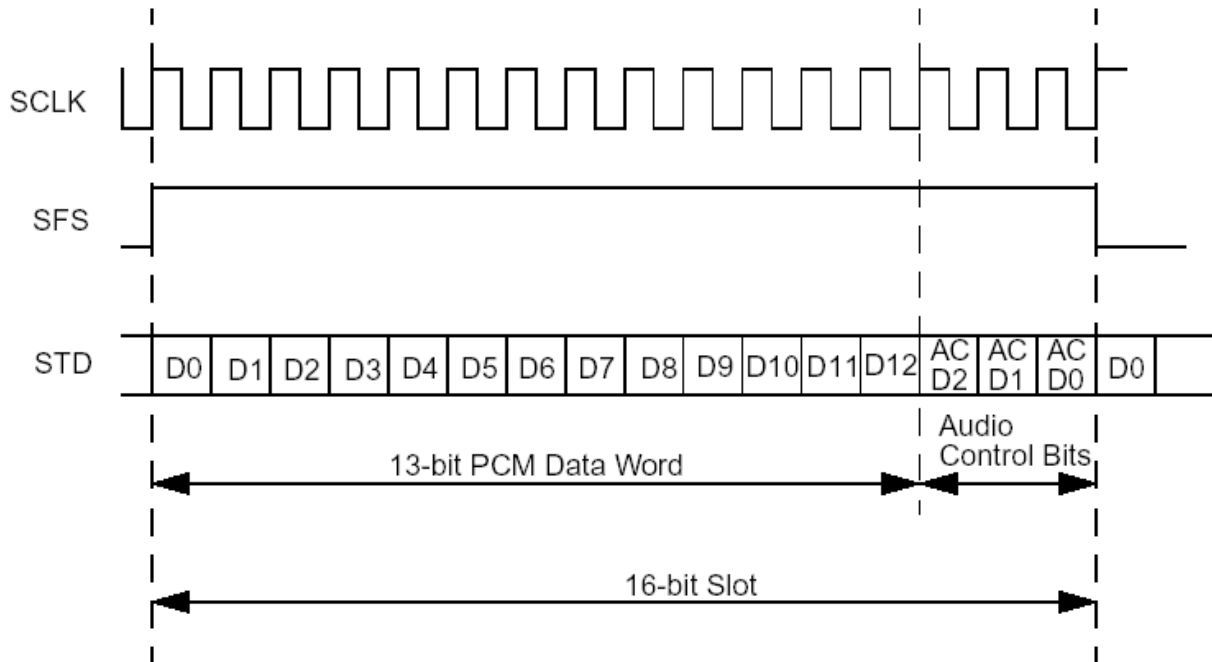 SCLK
SFS
STD
D0 D1 D2 D3 D4 D5 D6 D7 D8 D9 D10 D11 D12 AC D2 AC D1 AC D0 D0
13-bit PCM Data Word
Audio
Control Bits
16-bit Slot